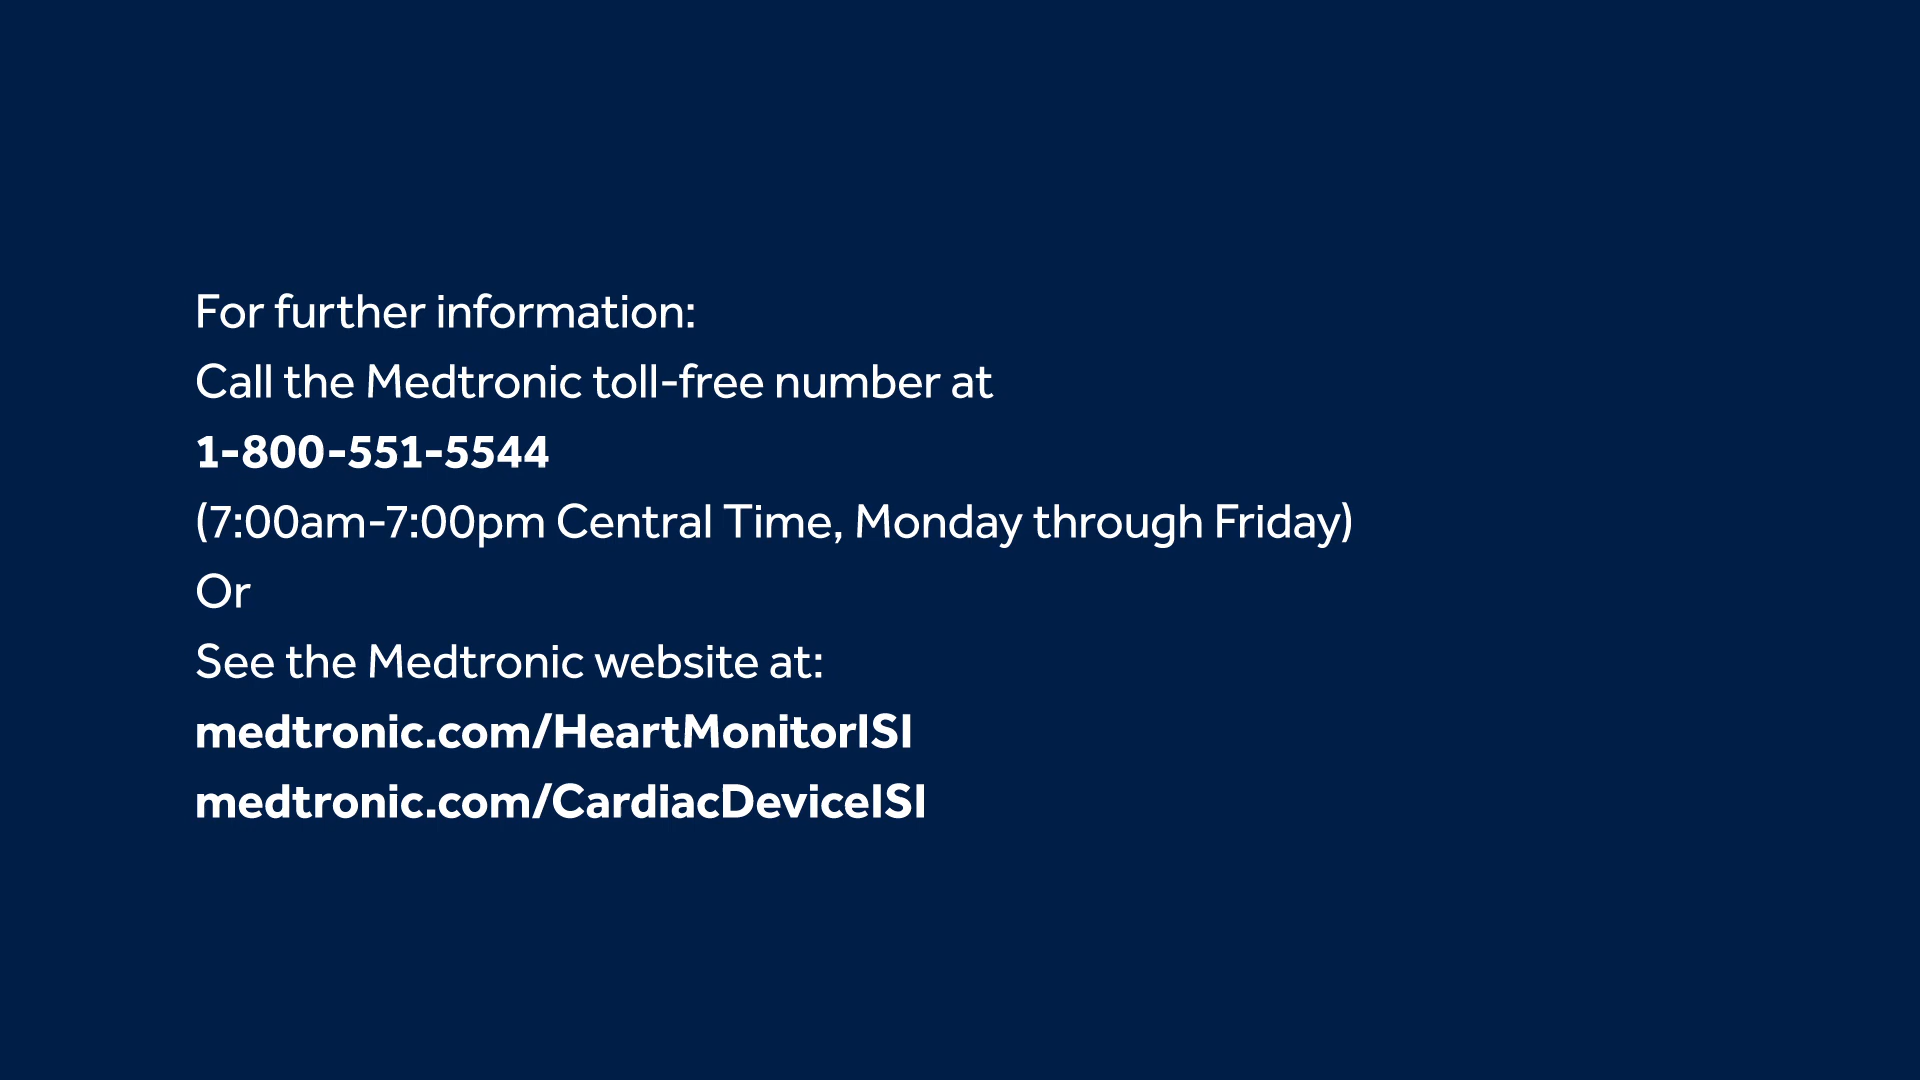 For further information:
Call the Medtronic toll-free number at
1-800-551-5544
(7:00am-7:00pm Central Time, Monday through Friday)
Or
See the Medtronic website at:
medtronic.com/HeartMonitorISI
medtronic.com/CardiacDeviceISI